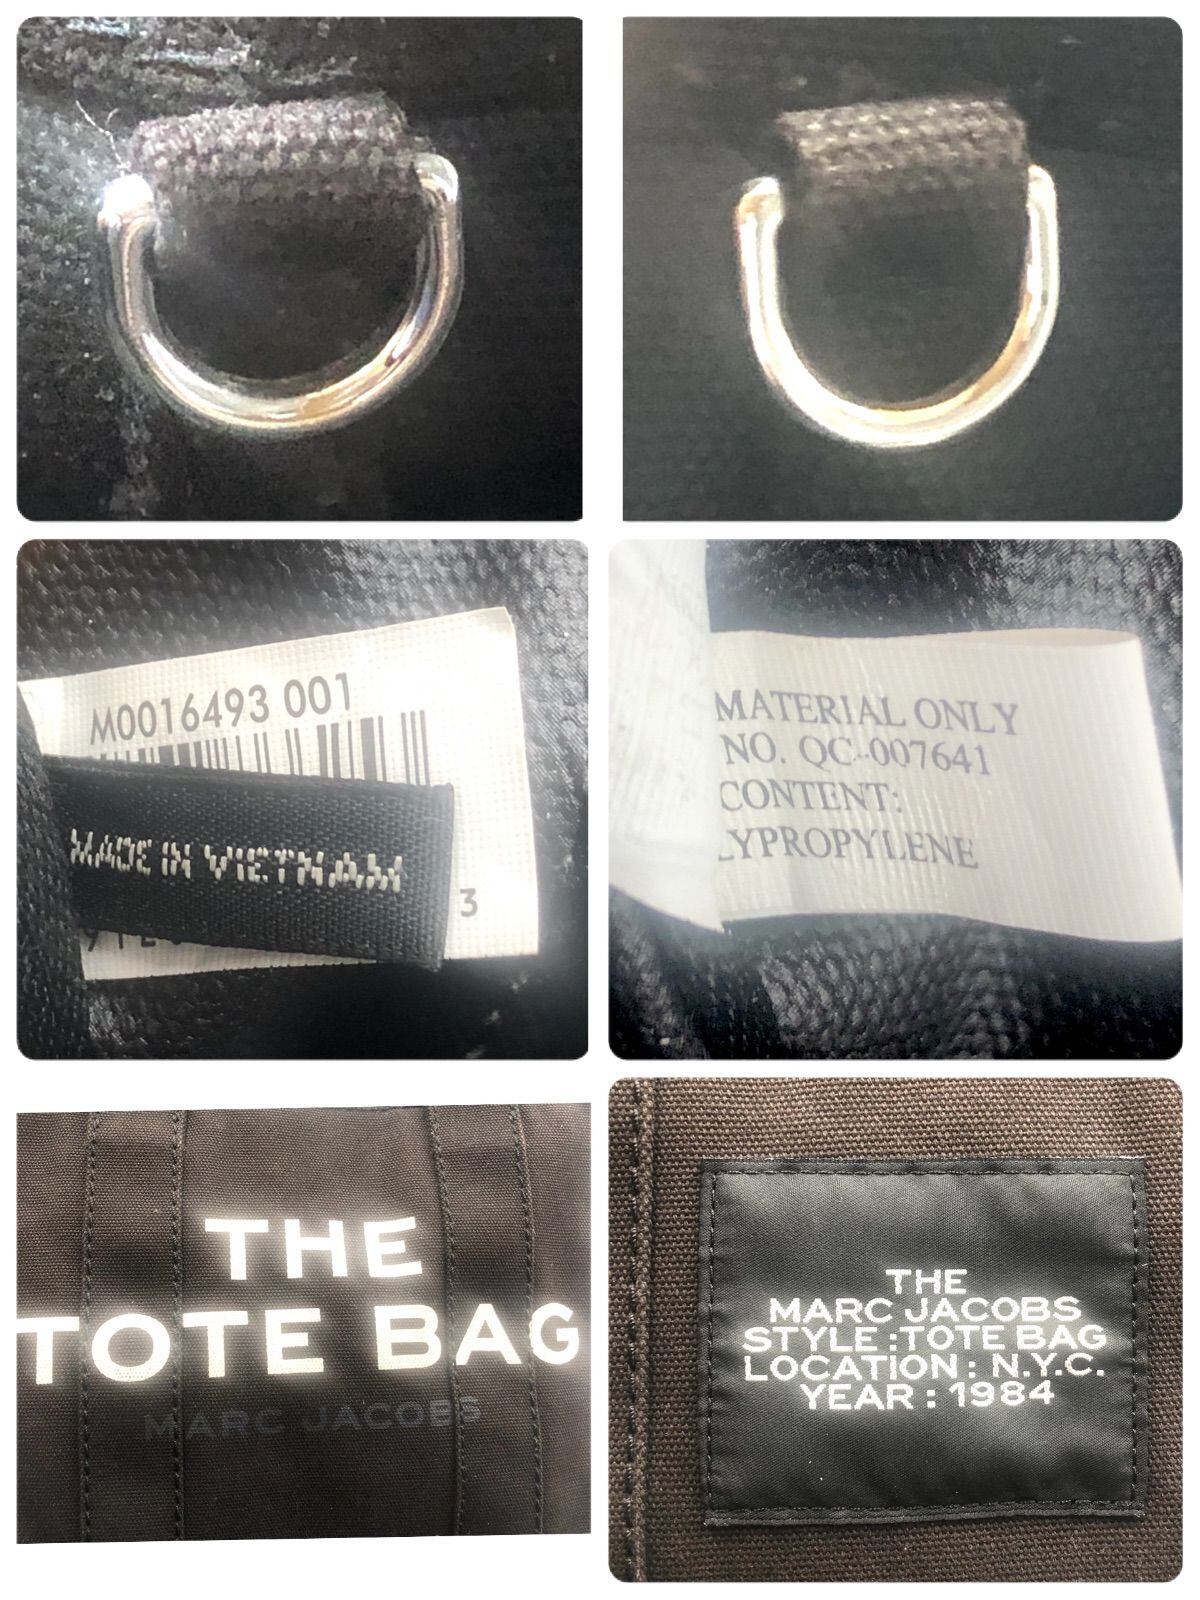 M0016493 001
MADE IN VIETNAM
3
MATERIAL ONLY
NO. QC-007641
CONTENT:
LYPROPYLENE
THE
TOTE BAG
MARC JACOBS
THE
MARC JACOBS
STYLE : TOTE BAG
LOCATION : N.Y.C.
YEAR : 1984